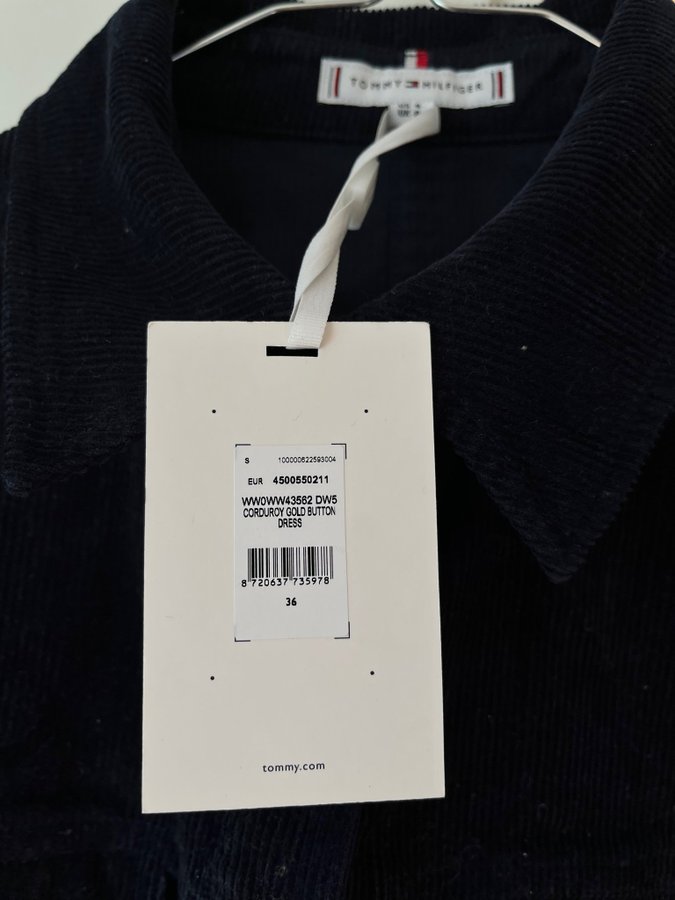 TOMMY HILFIGER
S 100000622593004
EUR 4500550211
WW0WW43562 DW5
CORDUROY GOLD BUTTON
DRESS
8 720637 735978
36
tommy.com